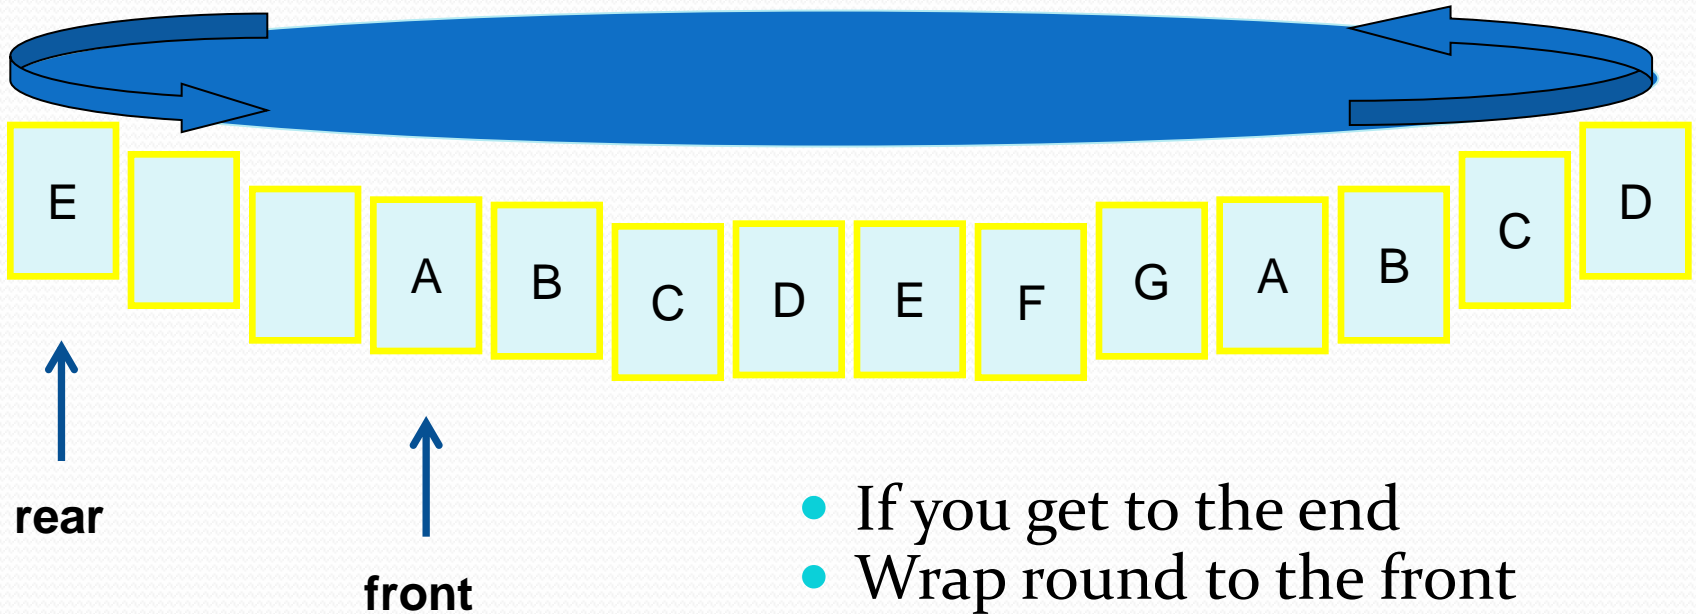 E A B C D E F G A B C D
rear
front
If you get to the end
Wrap round to the front